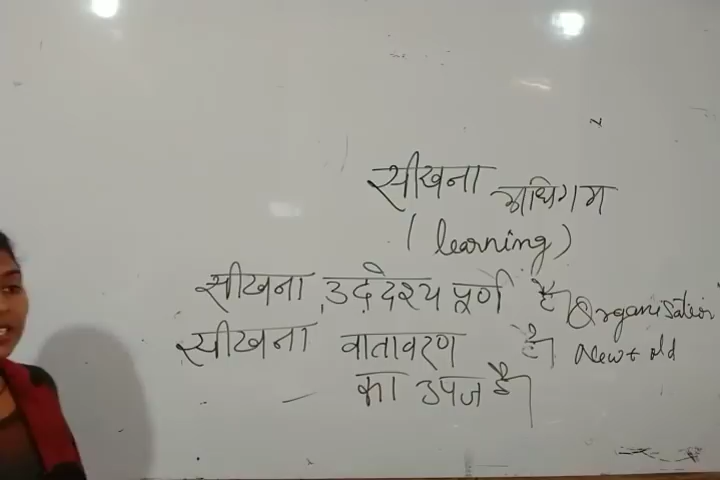 सीखना अधिगम
(learning)
सीखना उद्देश्य पूर्ण है। Organisation
सीखना वातावरण है। New + old
का उपज है।